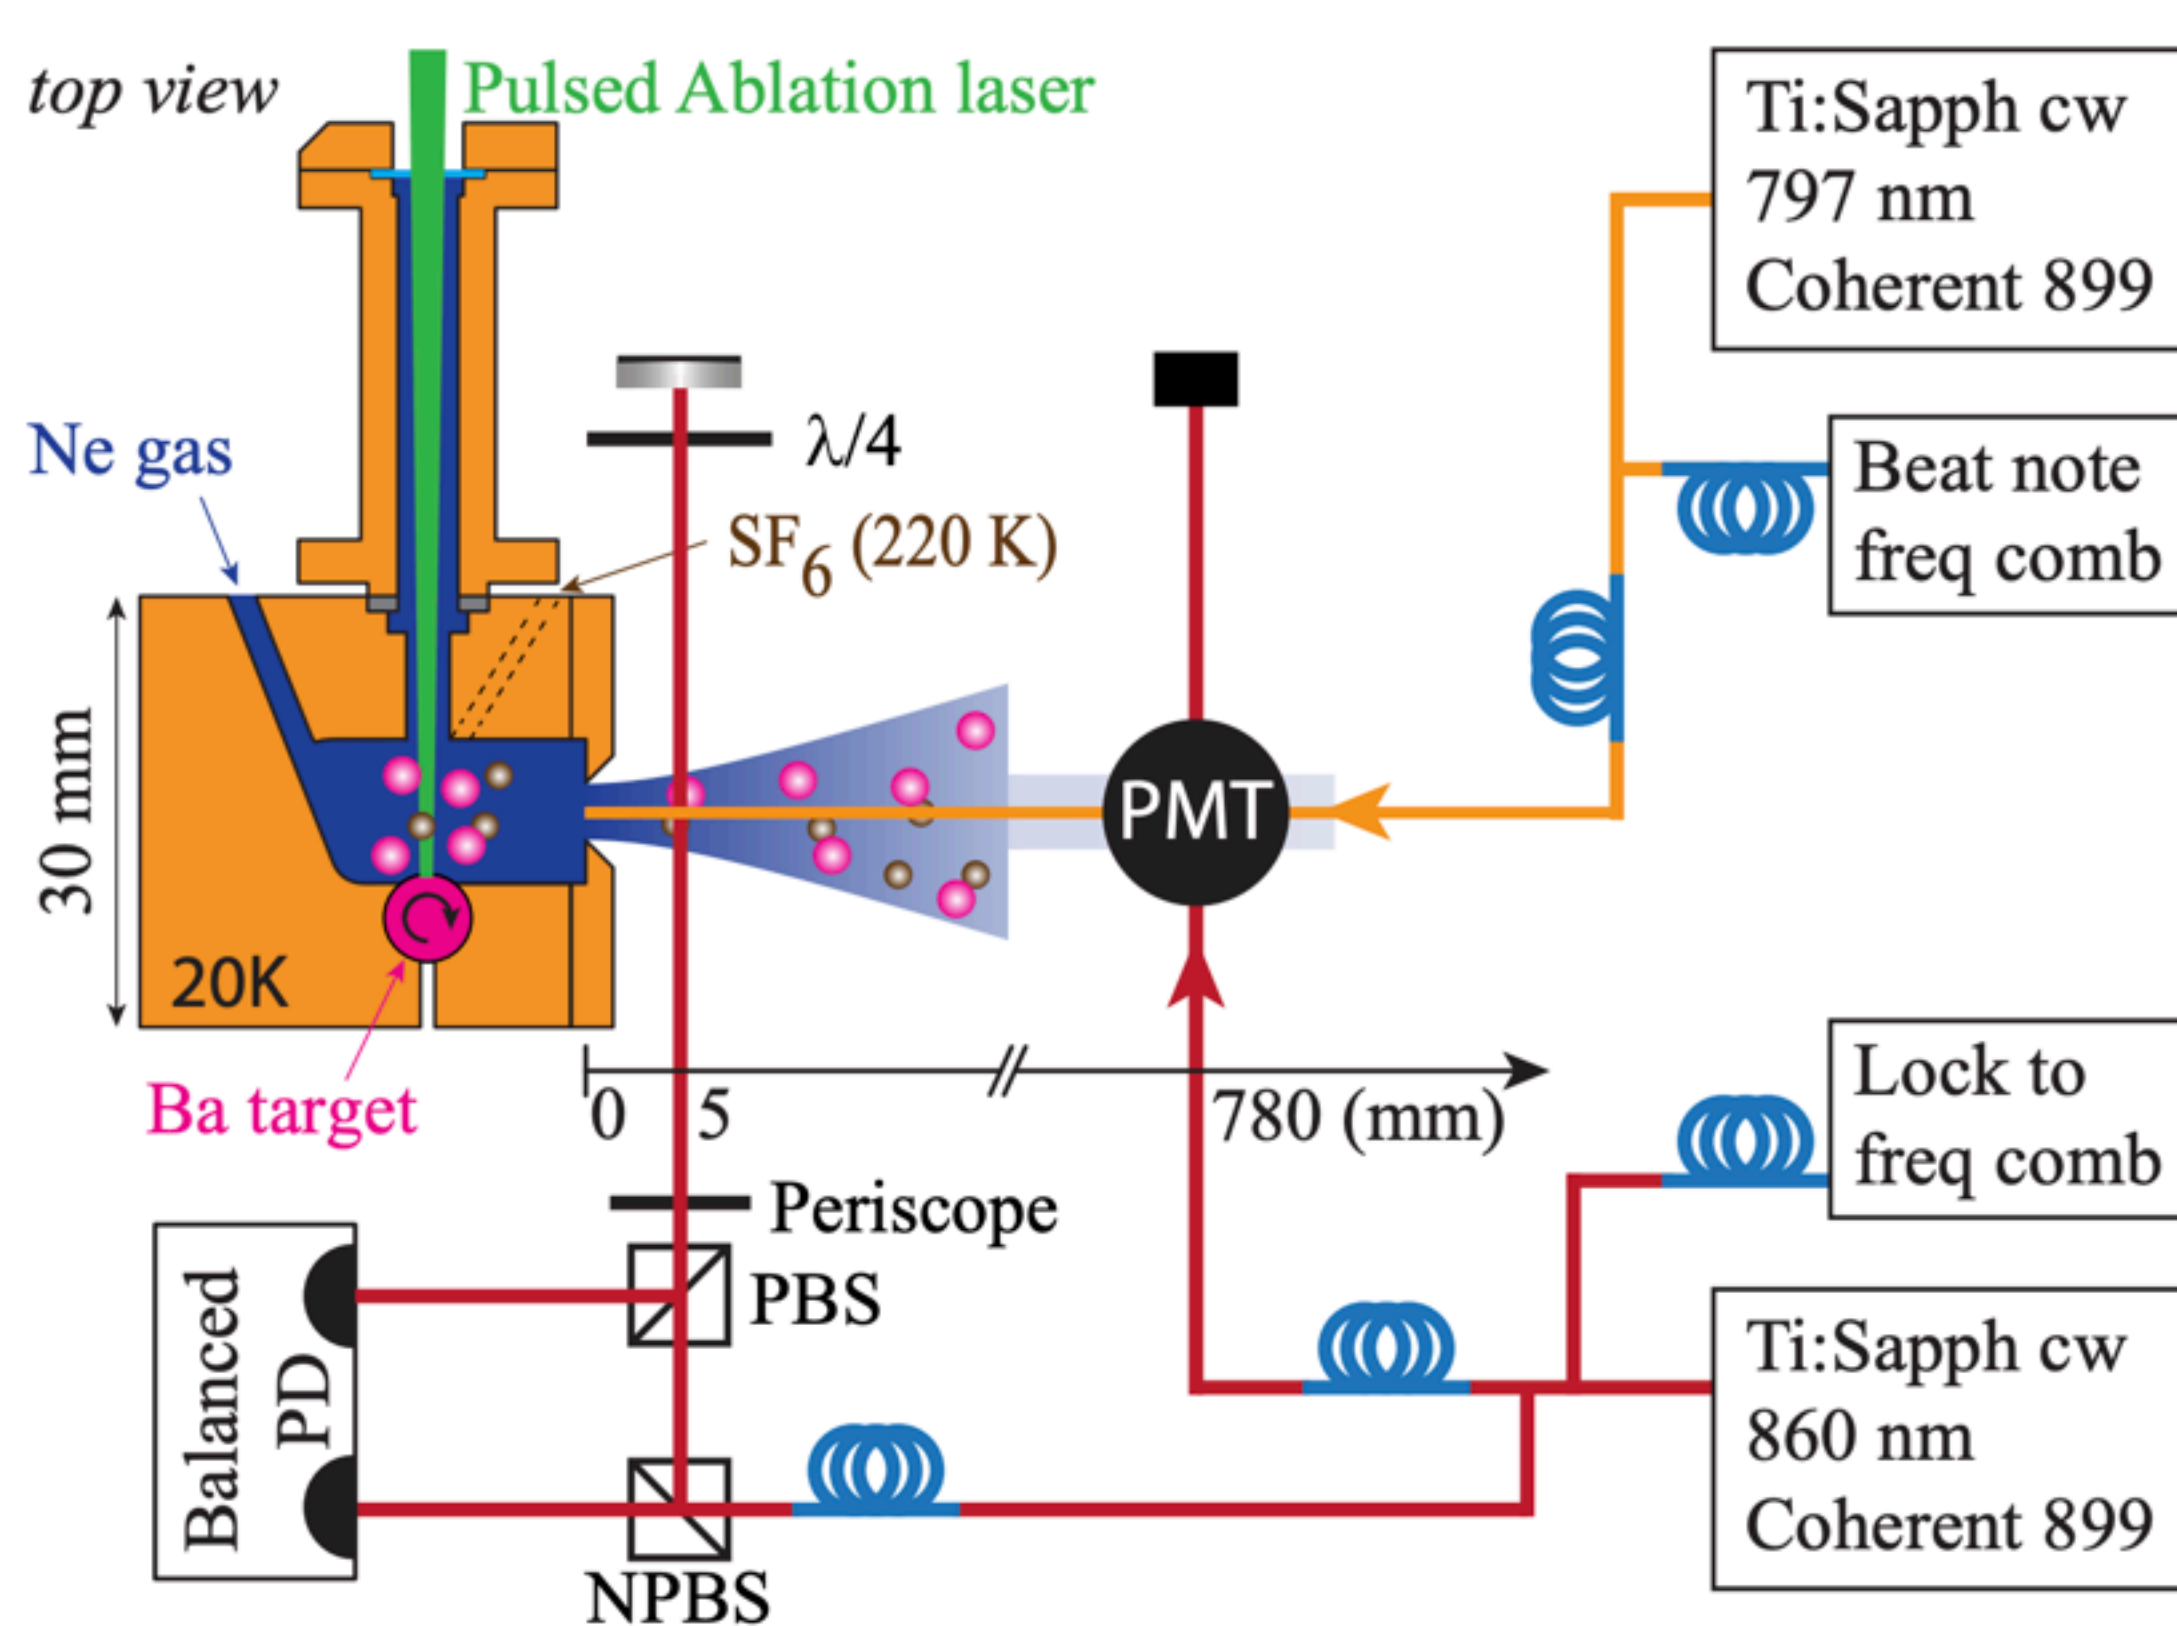 top view
Pulsed Ablation laser
Ti:Sapph cw
797 nm
Coherent 899
Ne gas
λ/4
Beat note
freq comb
SF6 (220 K)
30 mm
PMT
20K
Ba target
0
5
780 (mm)
Lock to
freq comb
Periscope
PBS
Balanced
PD
Ti:Sapph cw
860 nm
Coherent 899
NPBS